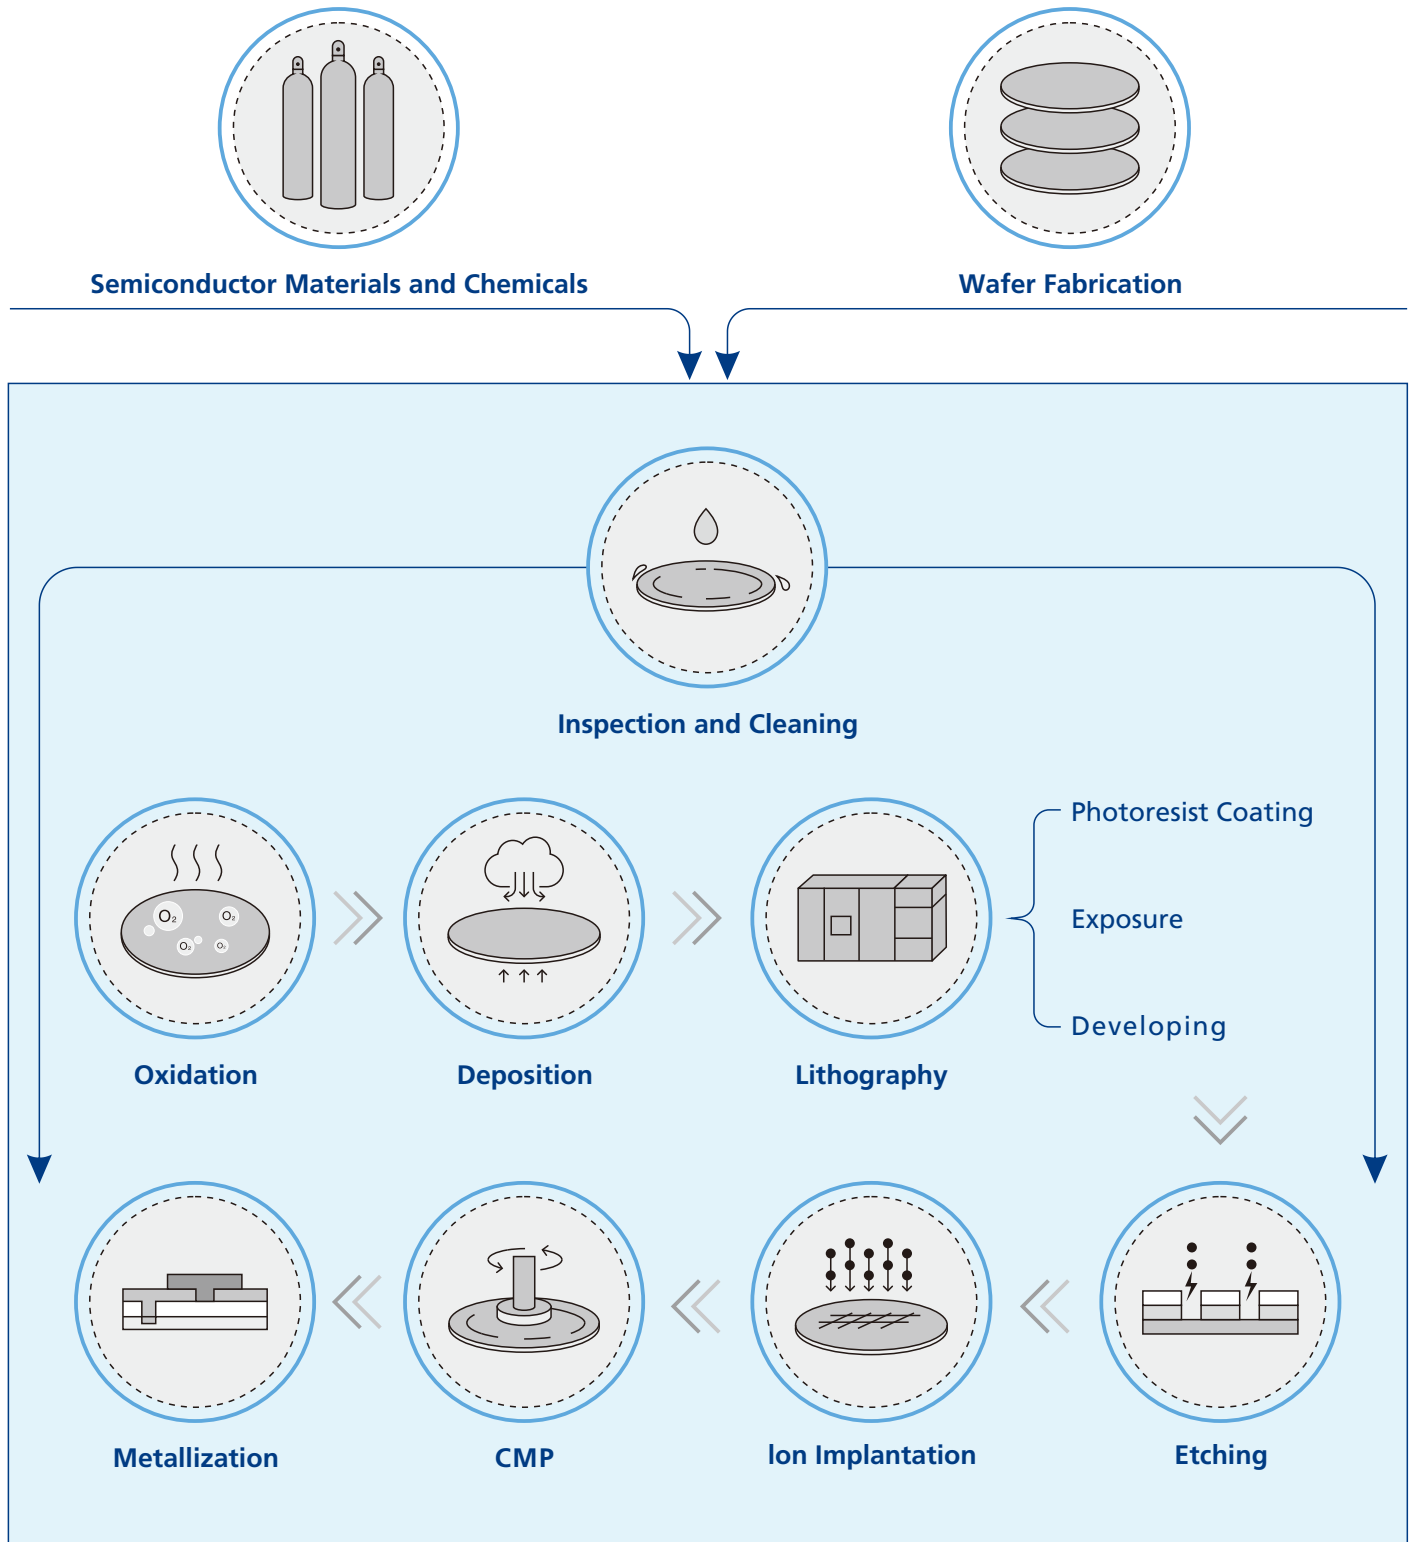 Semiconductor Materials and Chemicals
Wafer Fabrication
Inspection and Cleaning
O₂
O₂
O₂
O₂
Photoresist Coating
Exposure
Developing
Oxidation
Deposition
Lithography
Metallization
CMP
Ion Implantation
Etching